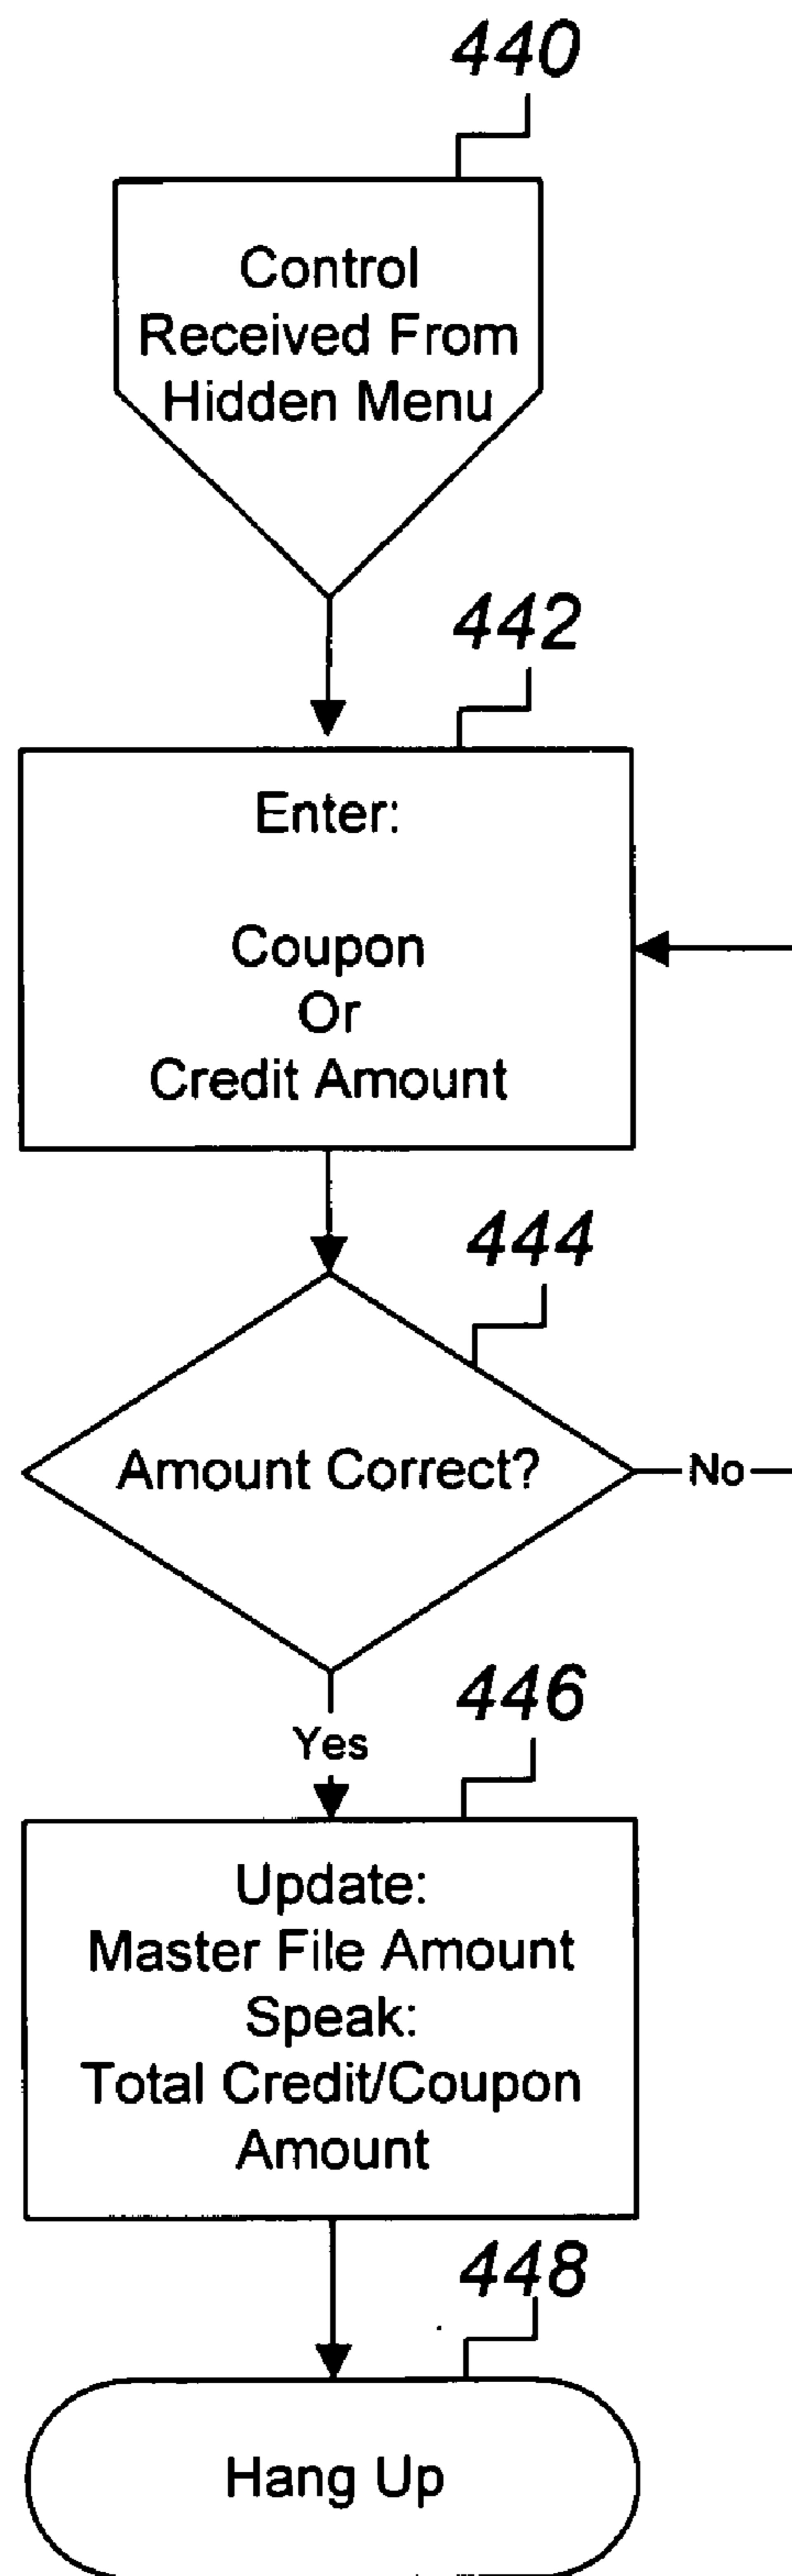 440
Control
Received From
Hidden Menu
442
Enter:
Coupon
Or
Credit Amount
444
Amount Correct?
No
446
Yes
Update:
Master File Amount
Speak:
Total Credit/Coupon
Amount
448
Hang Up